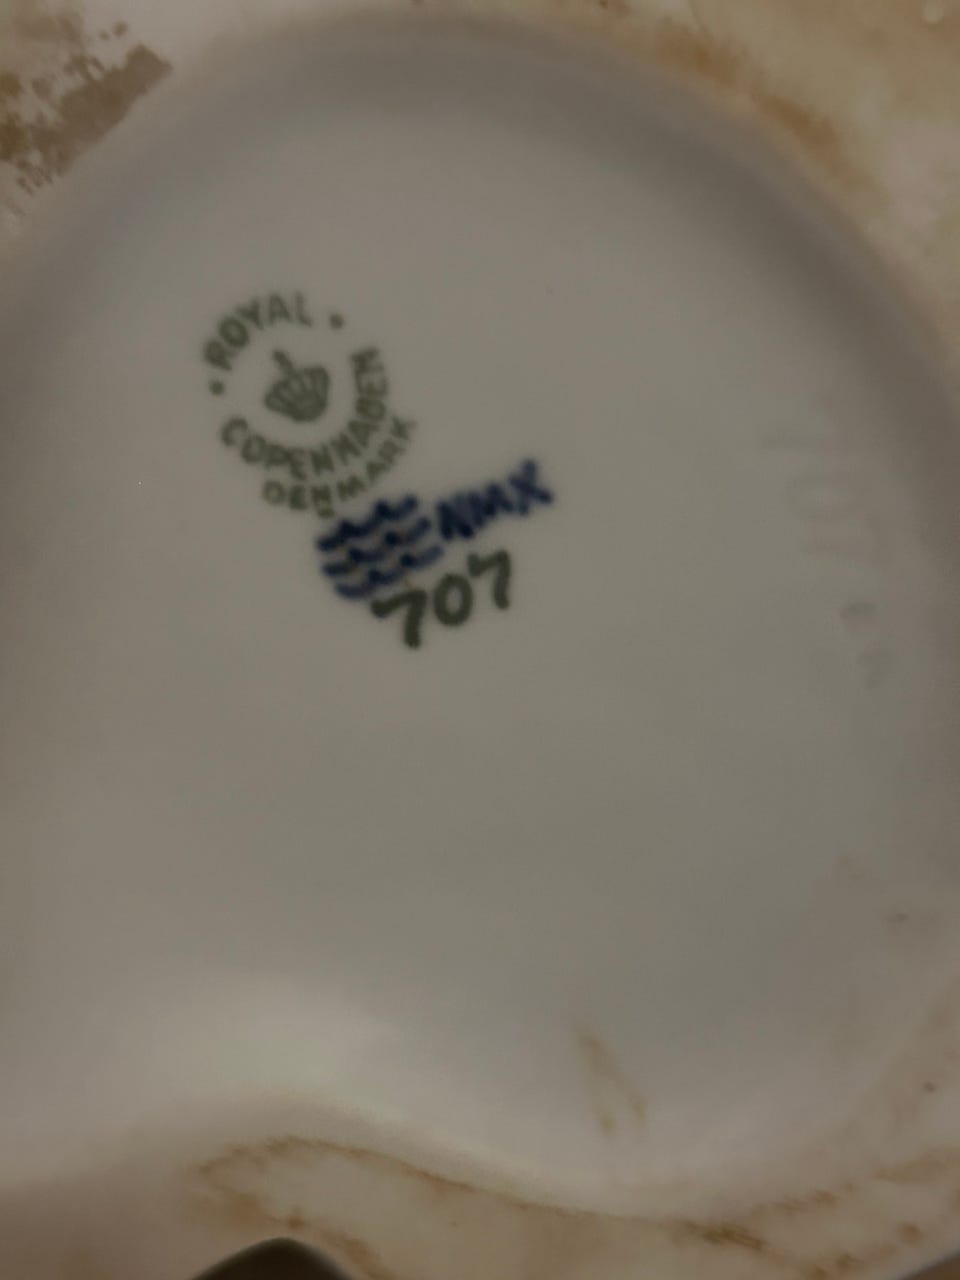 ROYAL
COPENHAGEN
DENMARK
707